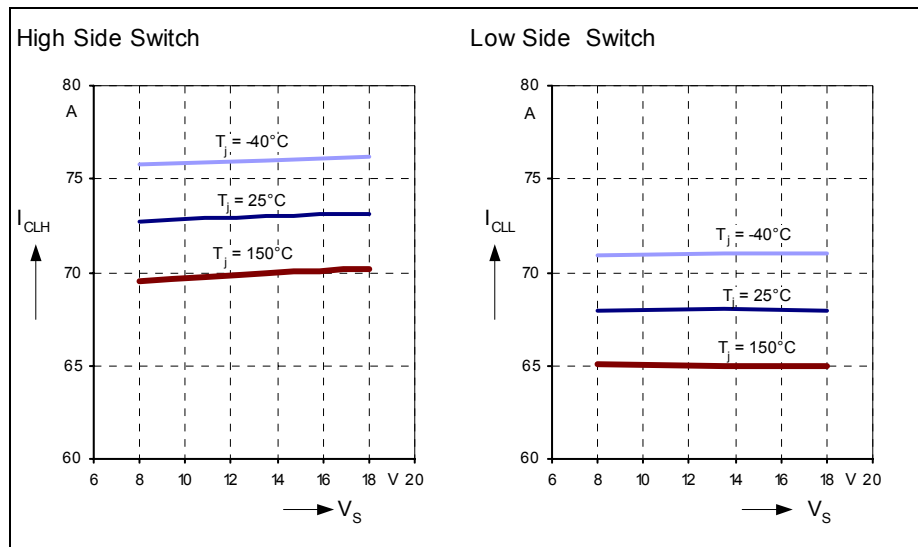 High Side Switch
80
A
75
70
65
60
I_CLH
T_j = -40°C
T_j = 25°C
T_j = 150°C
6 8 10 12 14 16 18 V 20
V_S
Low Side Switch
80
A
75
70
65
60
I_CLL
T_j = -40°C
T_j = 25°C
T_j = 150°C
6 8 10 12 14 16 18 V 20
V_S